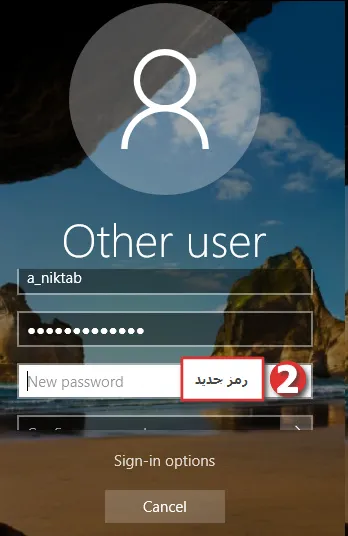 Other user
a_niktab
New password
رمز جدید
2
Sign-in options
Cancel